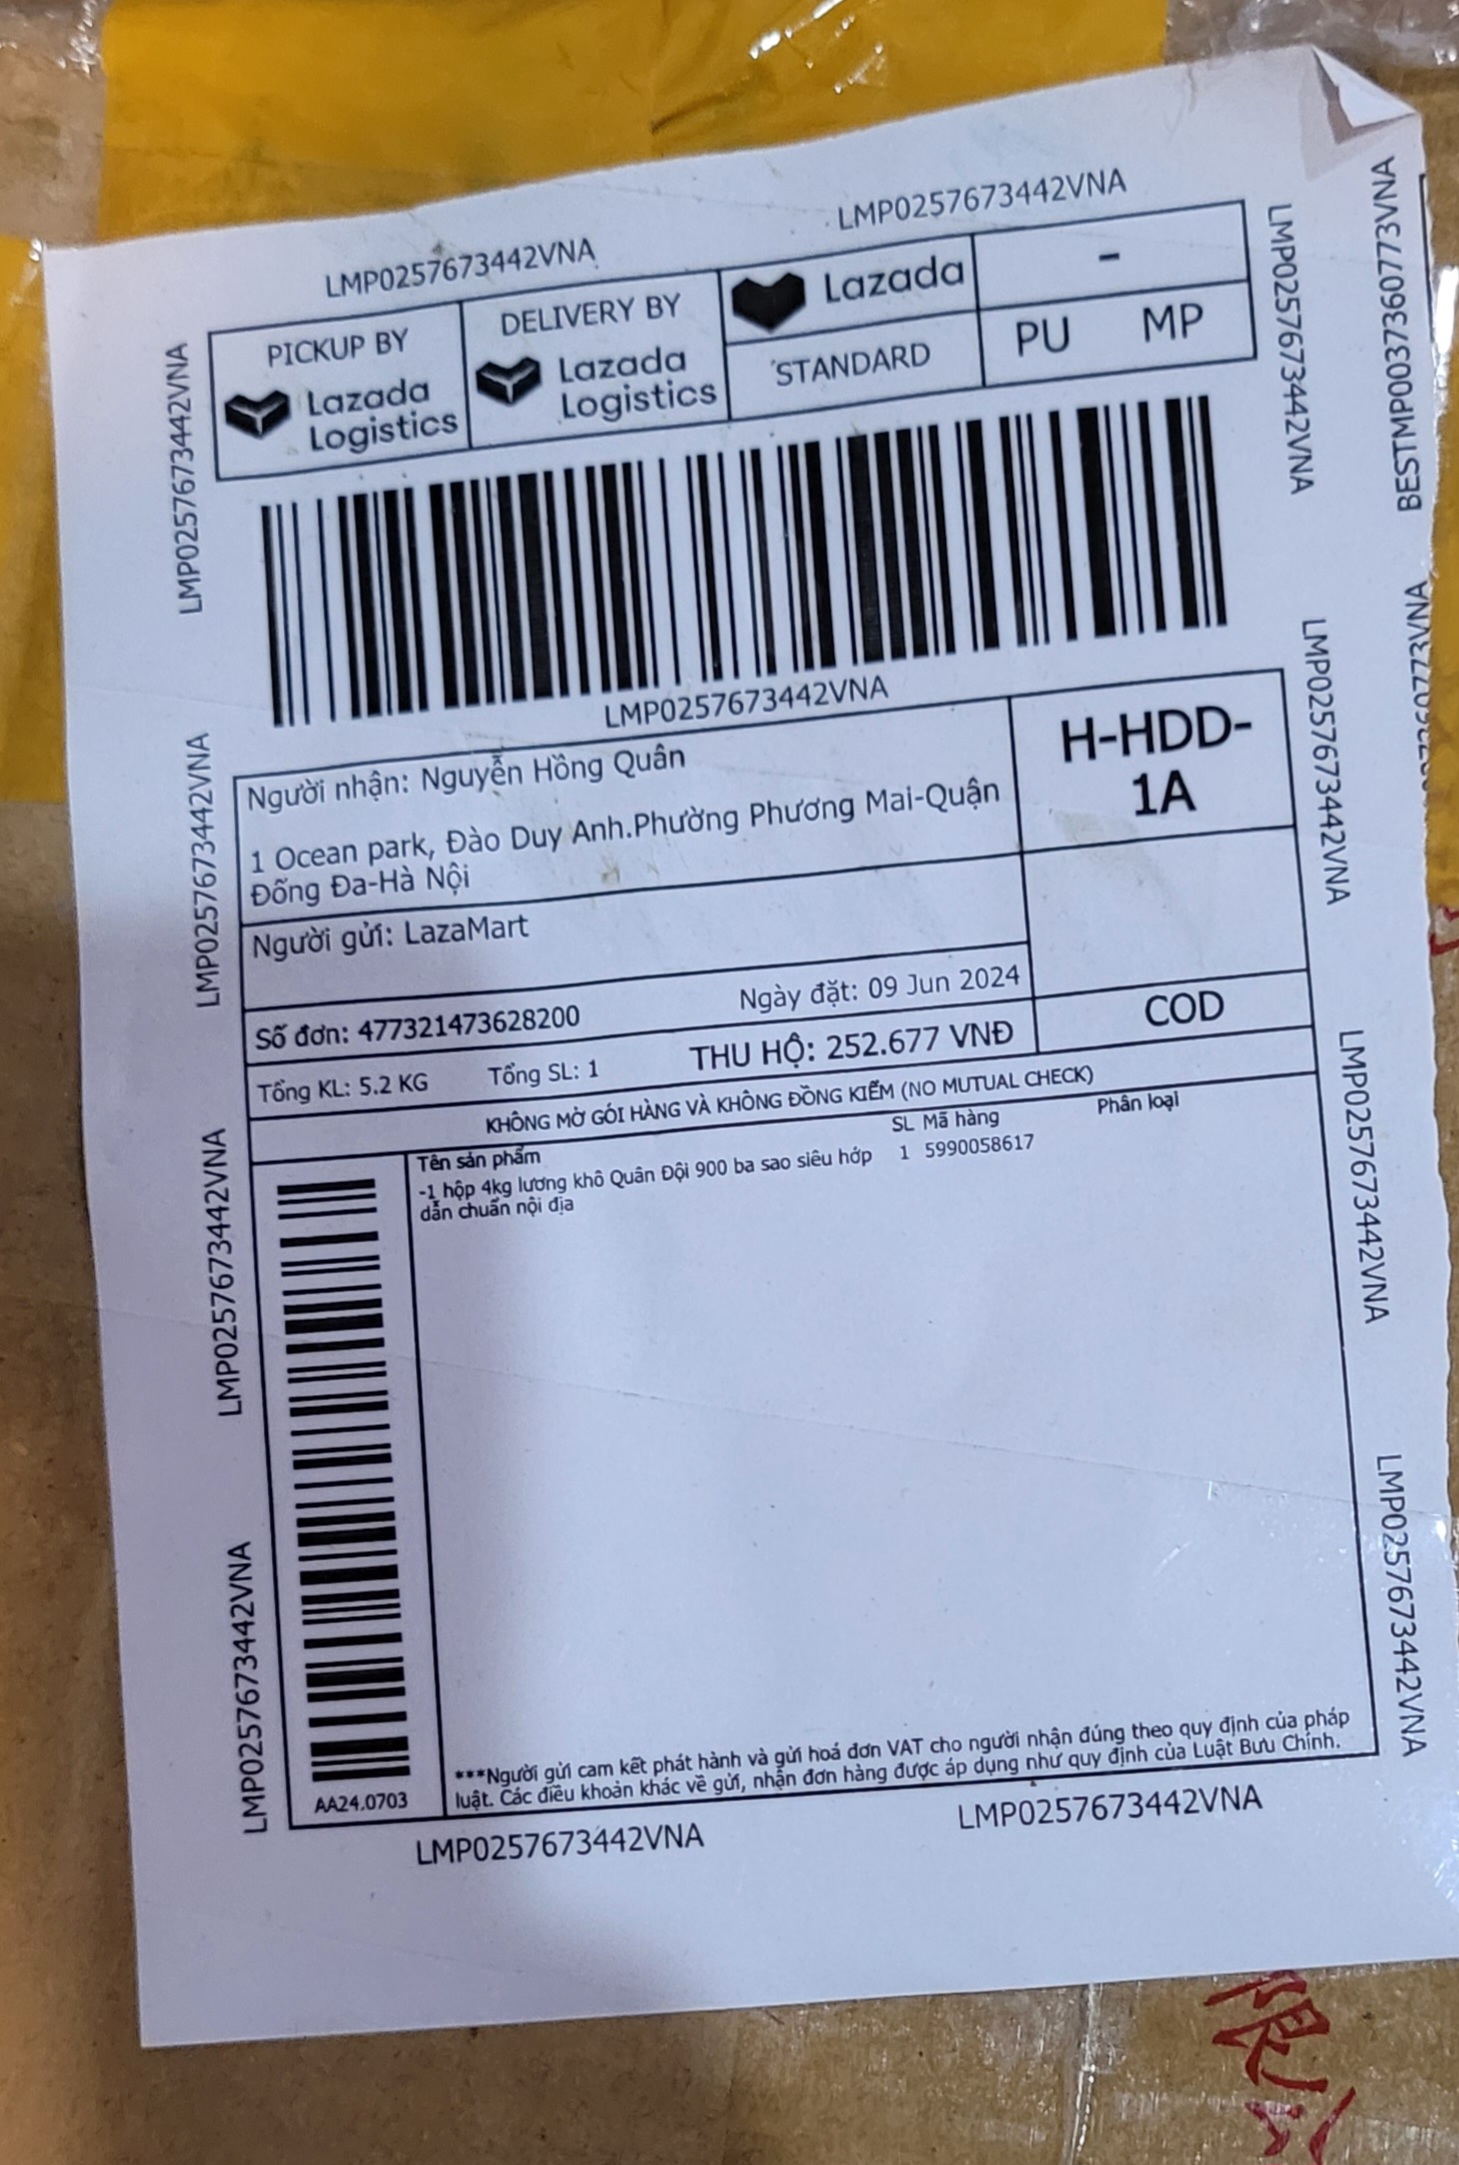 LMP0257673442VNA
LMP0257673442VNA
PICKUP BY
Lazada
Logistics
DELIVERY BY
Lazada
Logistics
Lazada
STANDARD
-
PU MP
LMP0257673442VNA
Người nhận: Nguyễn Hồng Quân
1 Ocean park, Đào Duy Anh.Phường Phương Mai-Quận
Đống Đa-Hà Nội
H-HDD-
1A
Người gửi: LazaMart
Số đơn: 477321473628200
Ngày đặt: 09 Jun 2024
Tổng KL: 5.2 KG
Tổng SL: 1
THU HỘ: 252.677 VNĐ
COD
KHÔNG MỞ GÓI HÀNG VÀ KHÔNG ĐỒNG KIỂM (NO MUTUAL CHECK)
Tên sản phẩm SL Mã hàng Phân loại
-1 hộp 4kg lương khô Quân Đội 900 ba sao siêu hớp 1 5990058617
dẫn chuẩn nội địa
***Người gửi cam kết phát hành và gửi hoá đơn VAT cho người nhận đúng theo quy định của pháp
luật. Các điều khoản khác về gửi, nhận đơn hàng được áp dụng như quy định của Luật Bưu Chính.
AA24.0703
LMP0257673442VNA
LMP0257673442VNA
LMP0257673442VNA
LMP0257673442VNA
LMP0257673442VNA
LMP0257673442VNA
LMP0257673442VNA
LMP0257673442VNA
LMP0257673442VNA
LMP0257673442VNA
BESTMP0037360773VNA
限公